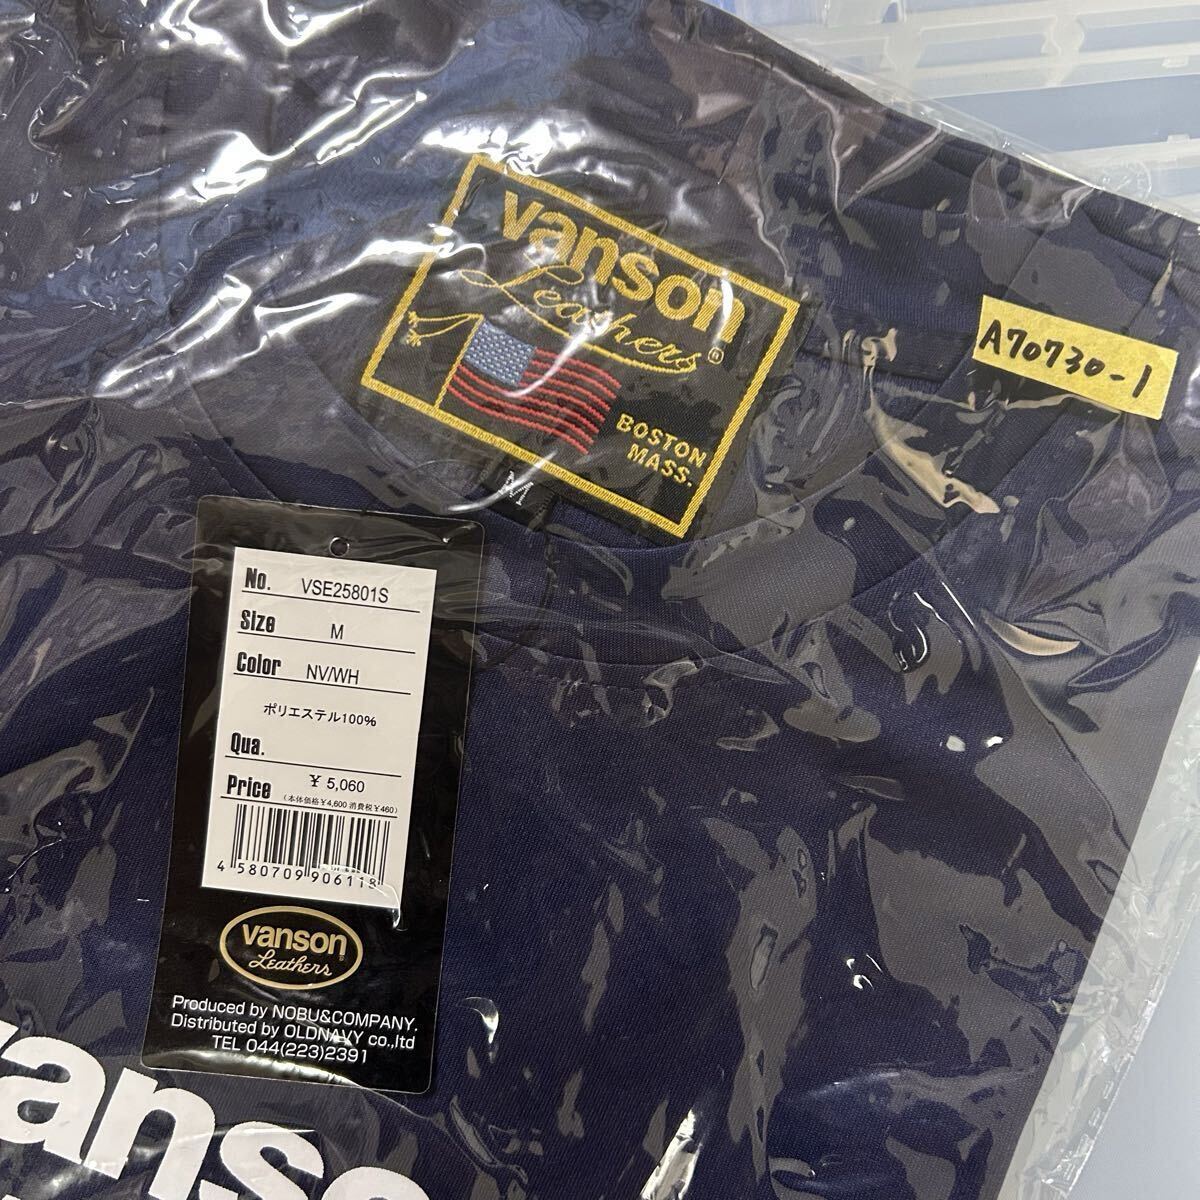 vanson
Leathers®
BOSTON
MASS.
A70730-1
No. VSE25801S
Size M
Color NV/WH
ポリエステル100%
Qua.
Price ¥ 5,060
(本体価格¥4,600 消費税¥460)
4 580709 906118
vanson
Leathers
Produced by NOBU&COMPANY.
Distributed by OLDNAVY co.,ltd
TEL 044(223)2391
vanso